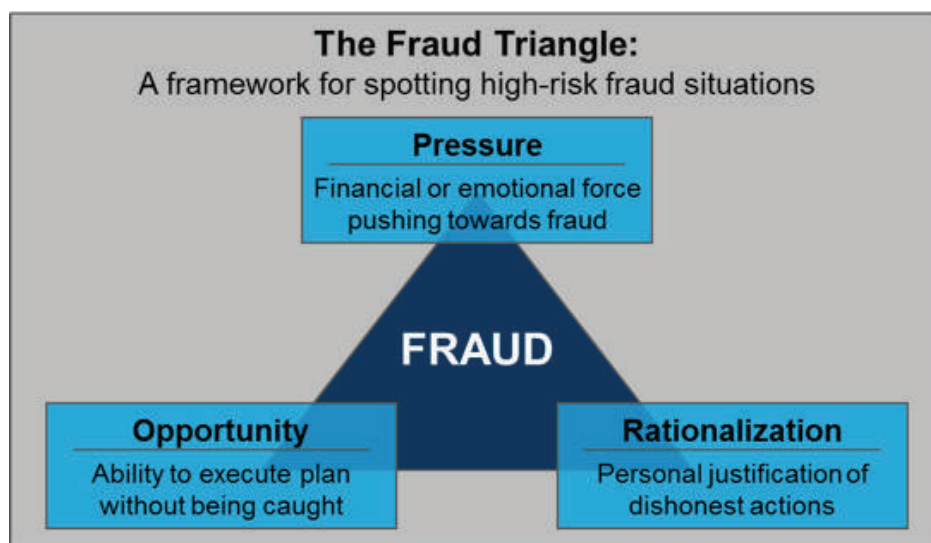 The Fraud Triangle:
A framework for spotting high-risk fraud situations
Pressure
Financial or emotional force
pushing towards fraud
FRAUD
Opportunity
Ability to execute plan
without being caught
Rationalization
Personal justification of
dishonest actions